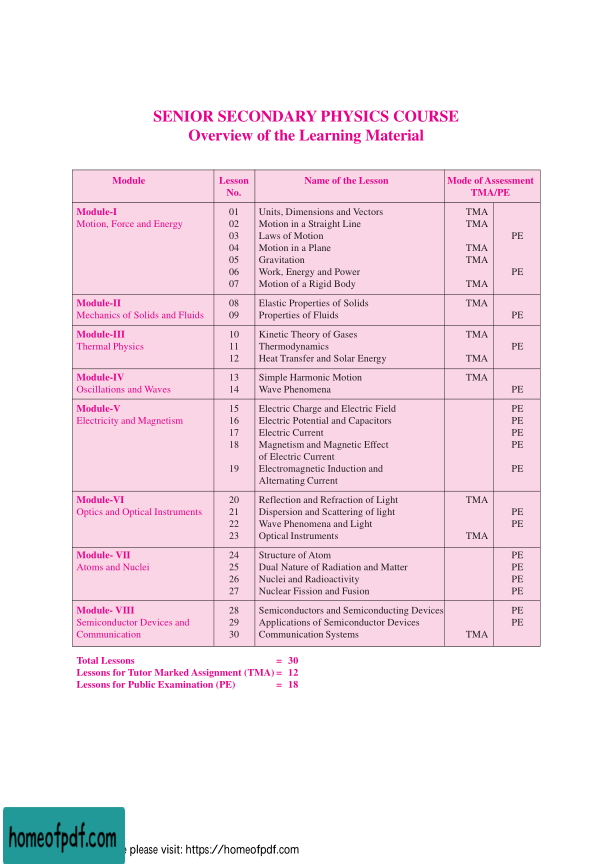 SENIOR SECONDARY PHYSICS COURSE
Overview of the Learning Material
Module Lesson No. Name of the Lesson Mode of Assessment TMA/PE
Module-I 01 Units, Dimensions and Vectors TMA
Motion, Force and Energy 02 Motion in a Straight Line TMA
03 Laws of Motion PE
04 Motion in a Plane TMA
05 Gravitation TMA
06 Work, Energy and Power PE
07 Motion of a Rigid Body TMA
Module-II 08 Elastic Properties of Solids TMA
Mechanics of Solids and Fluids 09 Properties of Fluids PE
Module-III 10 Kinetic Theory of Gases TMA
Thermal Physics 11 Thermodynamics PE
12 Heat Transfer and Solar Energy TMA
Module-IV 13 Simple Harmonic Motion TMA
Oscillations and Waves 14 Wave Phenomena PE
Module-V 15 Electric Charge and Electric Field PE
Electricity and Magnetism 16 Electric Potential and Capacitors PE
17 Electric Current PE
18 Magnetism and Magnetic Effect PE
of Electric Current
19 Electromagnetic Induction and PE
Alternating Current
Module-VI 20 Reflection and Refraction of Light TMA
Optics and Optical Instruments 21 Dispersion and Scattering of light PE
22 Wave Phenomena and Light PE
23 Optical Instruments TMA
Module- VII 24 Structure of Atom PE
Atoms and Nuclei 25 Dual Nature of Radiation and Matter PE
26 Nuclei and Radioactivity PE
27 Nuclear Fission and Fusion PE
Module- VIII 28 Semiconductors and Semiconducting Devices PE
Semiconductor Devices and 29 Applications of Semiconductor Devices PE
Communication 30 Communication Systems TMA
Total Lessons = 30
Lessons for Tutor Marked Assignment (TMA) = 12
Lessons for Public Examination (PE) = 18
homeofpdf.com
please visit: https://homeofpdf.com